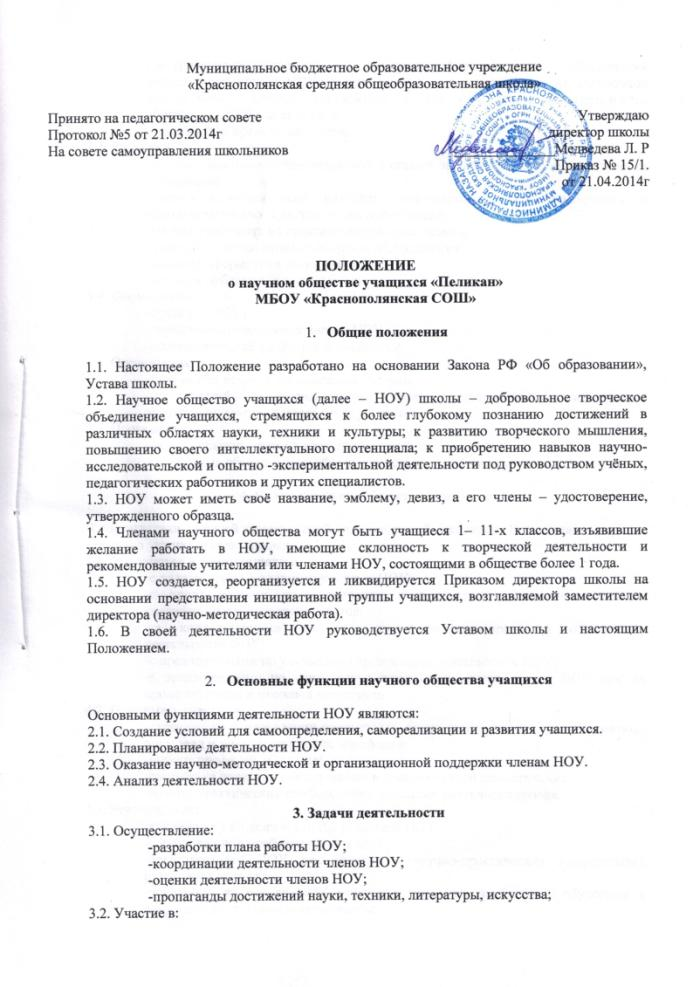 Муниципальное бюджетное образовательное учреждение
«Краснополянская средняя общеобразовательная школа»
Принято на педагогическом совете
Утверждаю
Протокол №5 от 21.03.2014г
директор школы
На совете самоуправления школьников
Медведева Л. Р
Приказ № 15/1.
от 21.04.2014г
ПОЛОЖЕНИЕ
о научном обществе учащихся «Пеликан»
МБОУ «Краснополянская СОШ»
1. Общие положения
1.1. Настоящее Положение разработано на основании Закона РФ «Об образовании»,
Устава школы.
1.2. Научное общество учащихся (далее – НОУ) школы – добровольное творческое
объединение учащихся, стремящихся к более глубокому познанию достижений в
различных областях науки, техники и культуры; к развитию творческого мышления,
повышению своего интеллектуального потенциала; к приобретению навыков научно-
исследовательской и опытно -экспериментальной деятельности под руководством учёных,
педагогических работников и других специалистов.
1.3. НОУ может иметь своё название, эмблему, девиз, а его члены – удостоверение,
утвержденного образца.
1.4. Членами научного общества могут быть учащиеся 1– 11-х классов, изъявившие
желание работать в НОУ, имеющие склонность к творческой деятельности и
рекомендованные учителями или членами НОУ, состоящими в обществе более 1 года.
1.5. НОУ создается, реорганизуется и ликвидируется Приказом директора школы на
основании представления инициативной группы учащихся, возглавляемой заместителем
директора (научно-методическая работа).
1.6. В своей деятельности НОУ руководствуется Уставом школы и настоящим
Положением.
2. Основные функции научного общества учащихся
Основными функциями деятельности НОУ являются:
2.1. Создание условий для самоопределения, самореализации и развития учащихся.
2.2. Планирование деятельности НОУ.
2.3. Оказание научно-методической и организационной поддержки членам НОУ.
2.4. Анализ деятельности НОУ.
3. Задачи деятельности
3.1. Осуществление:
-разработки плана работы НОУ;
-координации деятельности членов НОУ;
-оценки деятельности членов НОУ;
-пропаганды достижений науки, техники, литературы, искусства;
3.2. Участие в: